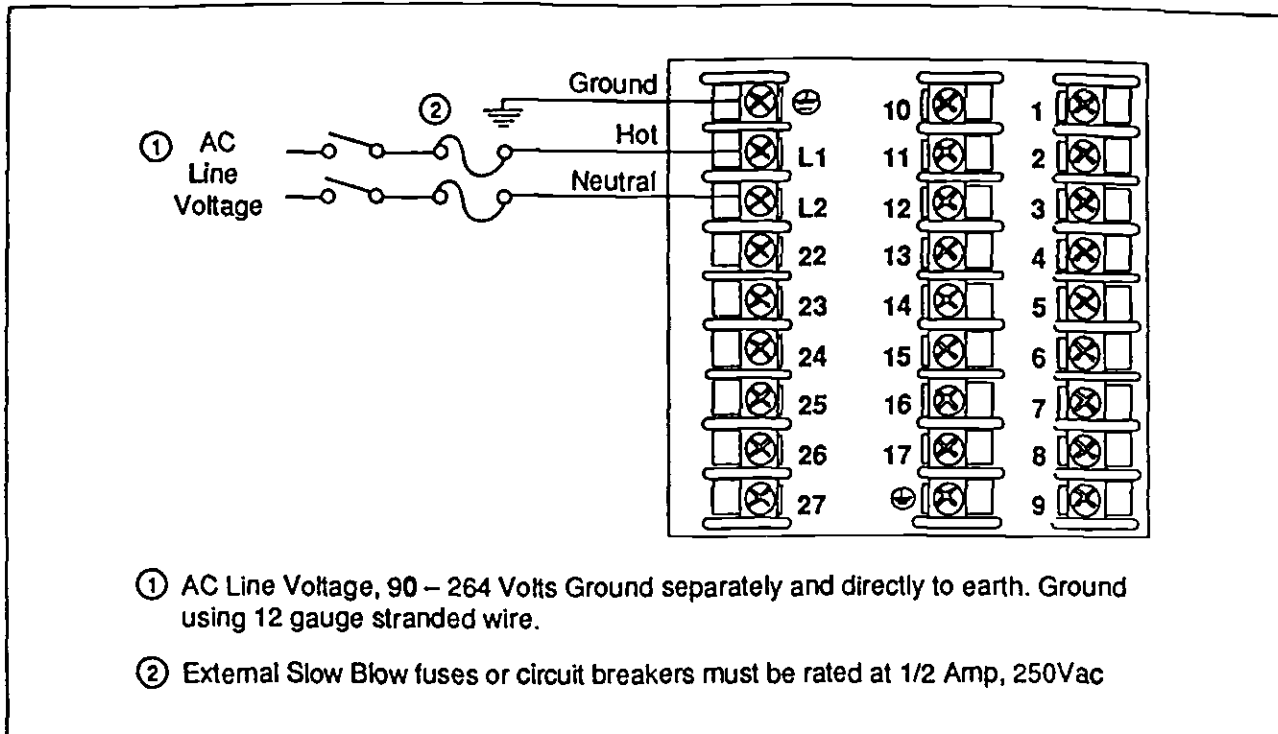 Ground
②
① AC Line Voltage
Hot
Neutral
L1
L2
22
23
24
25
26
27
10
11
12
13
14
15
16
17
1
2
3
4
5
6
7
8
9
① AC Line Voltage, 90 – 264 Volts Ground separately and directly to earth. Ground
using 12 gauge stranded wire.
② External Slow Blow fuses or circuit breakers must be rated at 1/2 Amp, 250Vac